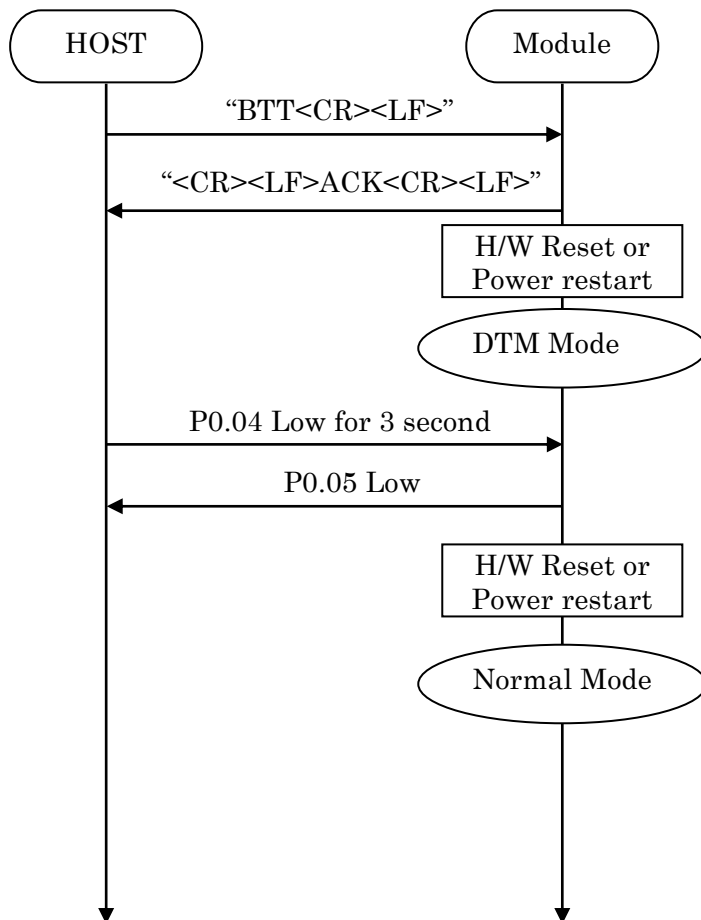 HOST
Module
“BTT<CR><LF>”
“<CR><LF>ACK<CR><LF>”
H/W Reset or
Power restart
DTM Mode
P0.04 Low for 3 second
P0.05 Low
H/W Reset or
Power restart
Normal Mode